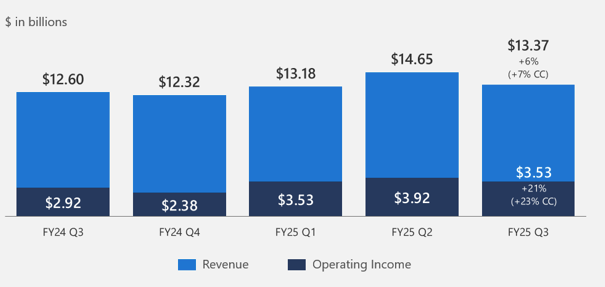 $ in billions
$12.60
$12.32
$13.18
$14.65
$13.37
+6%
(+7% CC)
$2.92
$2.38
$3.53
$3.92
$3.53
+21%
(+23% CC)
FY24 Q3
FY24 Q4
FY25 Q1
FY25 Q2
FY25 Q3
Revenue
Operating Income